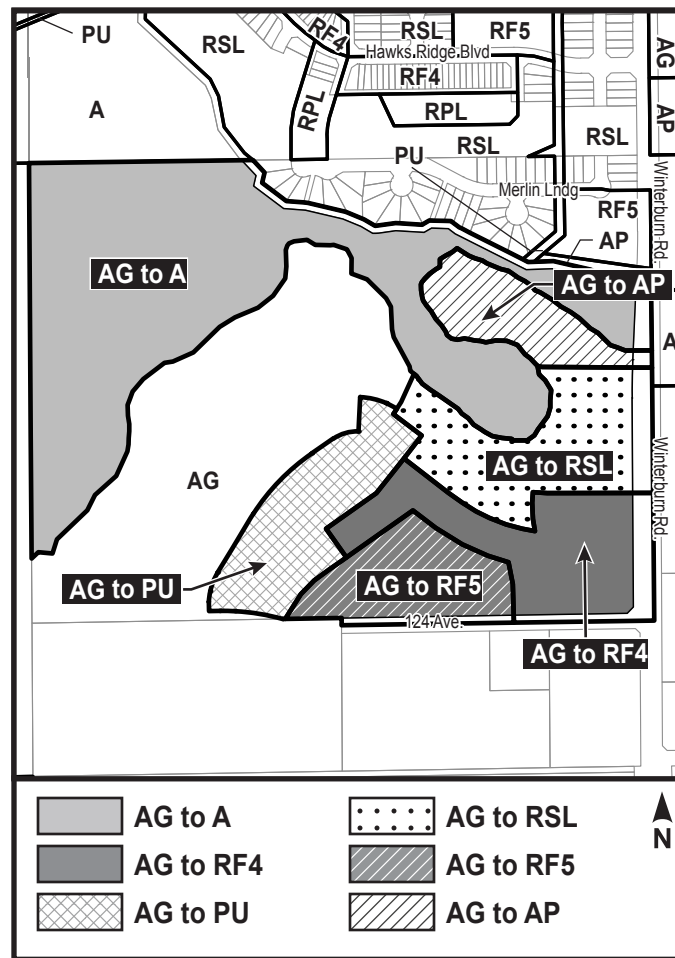 PU
RSL
RF4
RF5
Hawks Ridge Blvd
AG
RF4
A
RPL
RPL
AP
RSL
RSL
PU
Merlin Lndg
Winterburn Rd.
RF5
AP
AG to A
AG to AP
A
Winterburn Rd.
AG to RSL
AG
AG to PU
AG to RF5
124 Ave.
AG to RF4
AG to A
AG to RSL
AG to RF4
AG to RF5
AG to PU
AG to AP
N